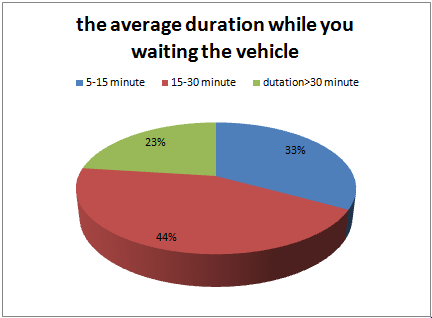 the average duration while you
waiting the vehicle
5-15 minute 15-30 minute dutation>30 minute
23%
33%
44%